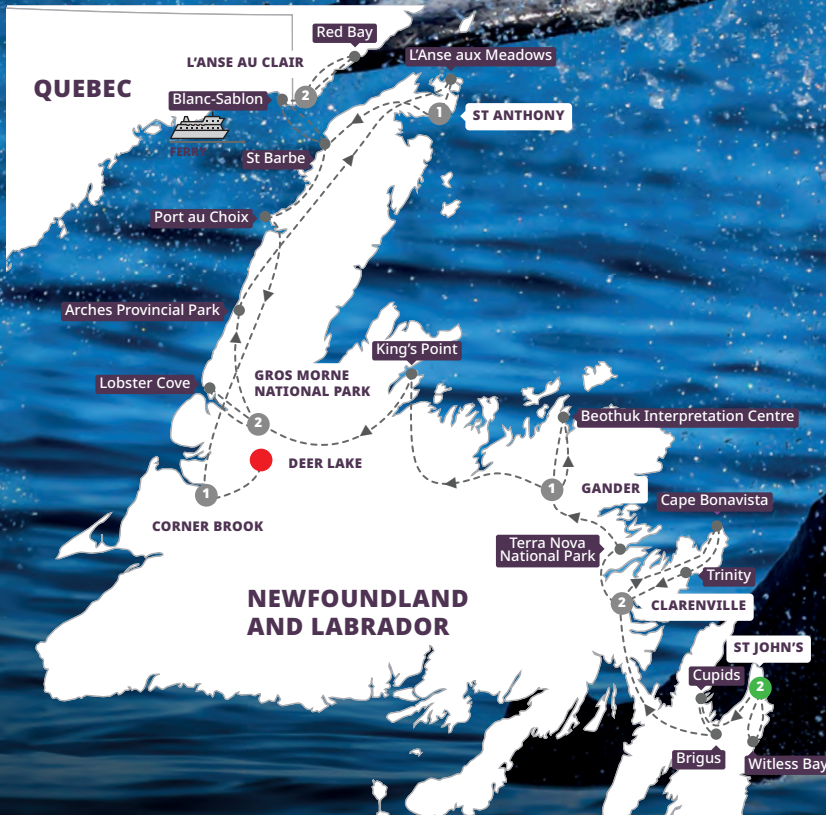 Red Bay
L'ANSE AU CLAIR
L'Anse aux Meadows
QUEBEC
Blanc-Sablon
2
1
ST ANTHONY
FERRY
St Barbe
Port au Choix
Arches Provincial Park
King's Point
GROS MORNE
NATIONAL PARK
Lobster Cove
2
Beothuk Interpretation Centre
DEER LAKE
1
CORNER BROOK
1
GANDER
Cape Bonavista
Terra Nova
National Park
Trinity
2
CLARENVILLE
NEWFOUNDLAND
AND LABRADOR
ST JOHN'S
Cupids
2
Brigus
Witless Bay